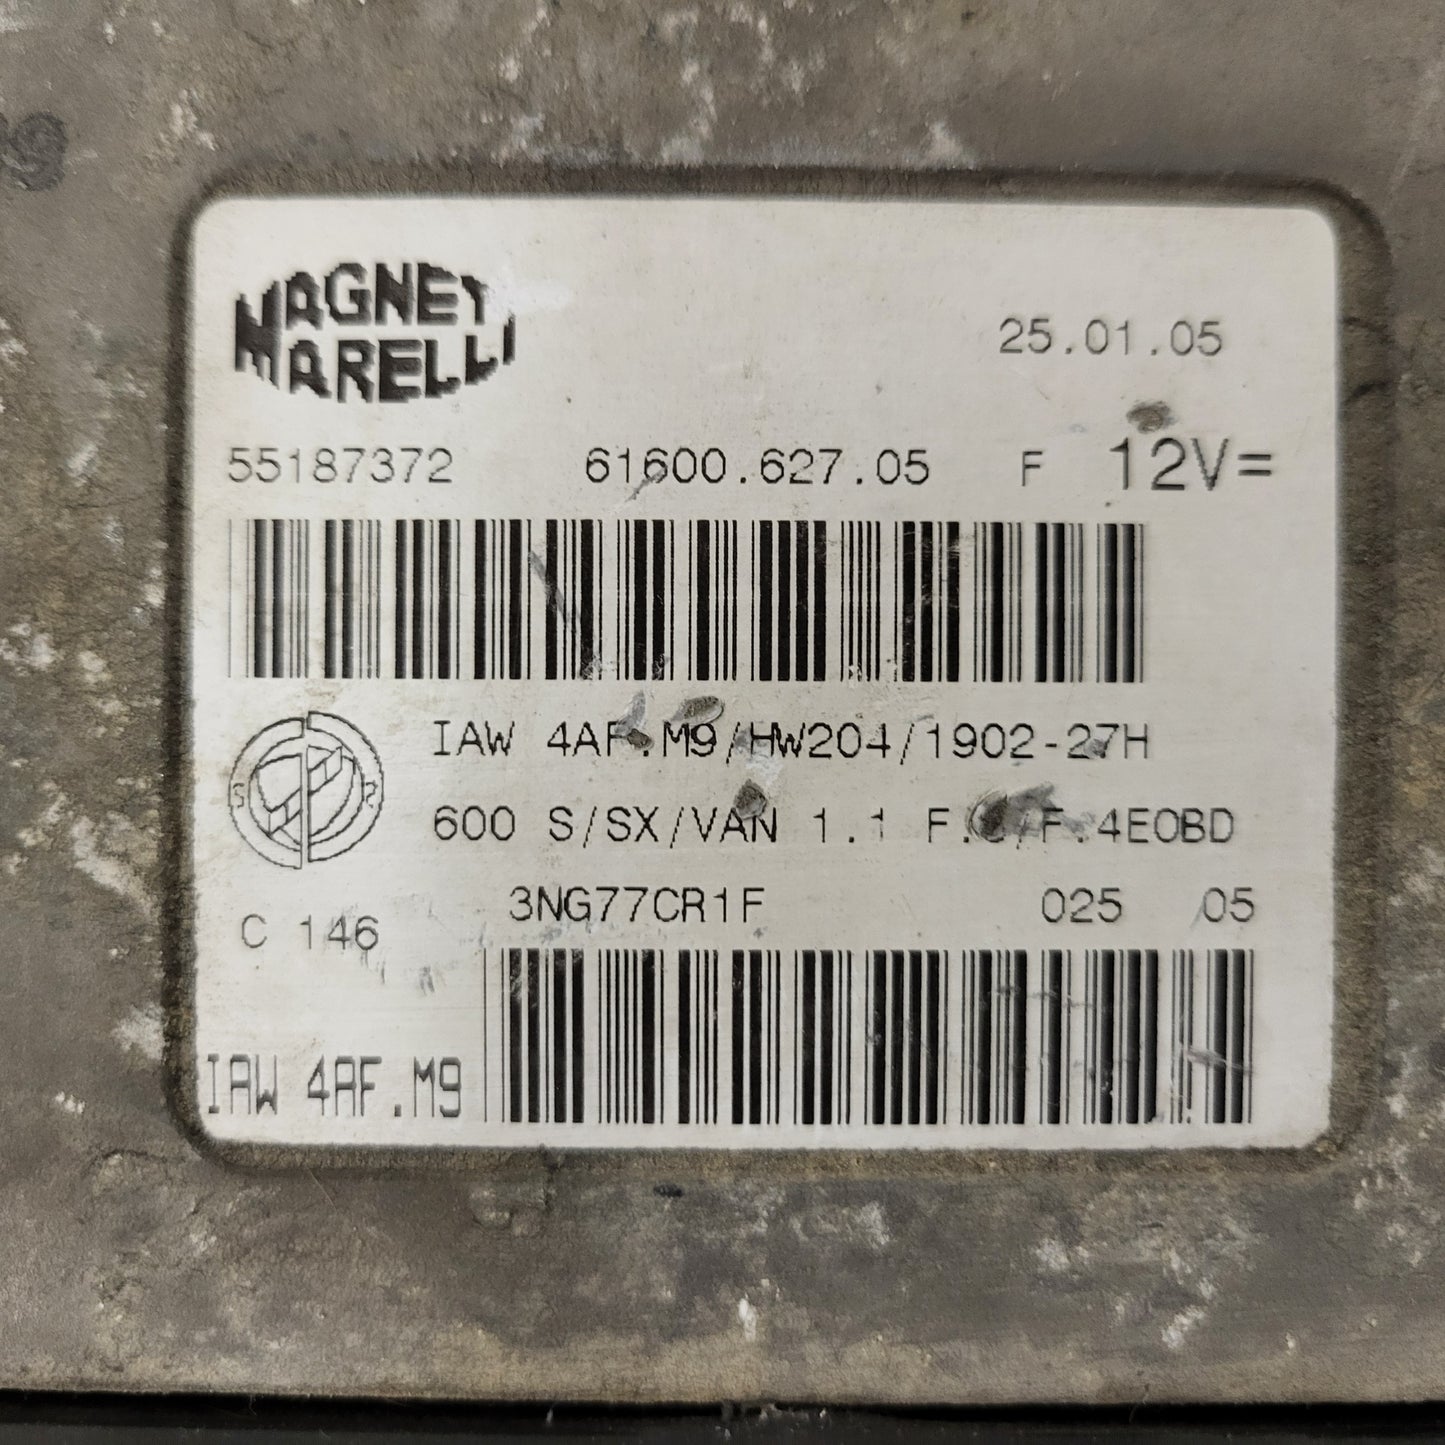 MAGNETI
MARELLI
25.01.05
55187372 61600.627.05 F 12V=
IAW 4AF.M9/HW204/1902-27H
S R
600 S/SX/VAN 1.1 F.4EOBD
3NG77CR1F 025 05
C 146
IAW 4AF.M9